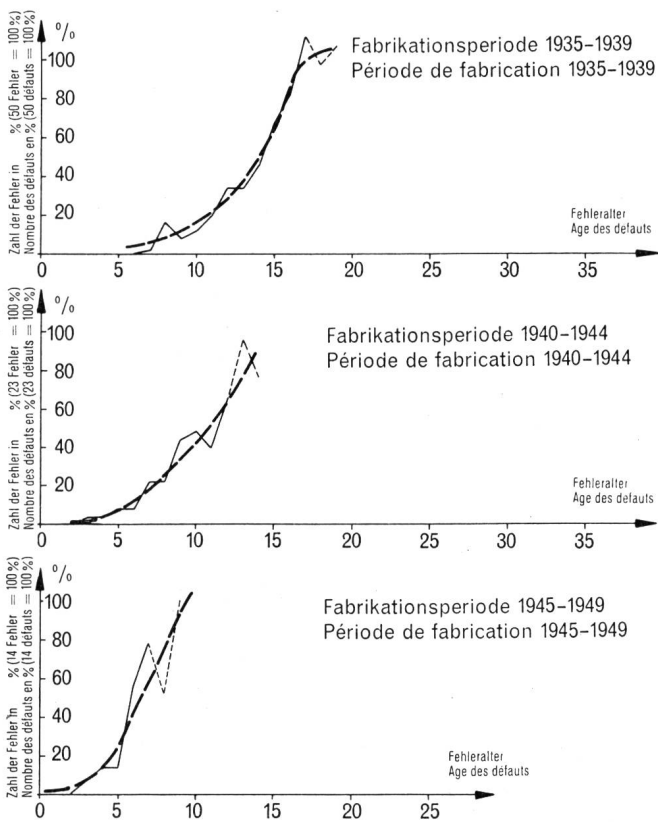 Zahl der Fehler in % (50 Fehler = 100%)
Nombre des défauts en % (50 défauts = 100%)
%
100
80
60
40
20
Fabrikationsperiode 1935–1939
Période de fabrication 1935–1939
Fehleralter
Age des défauts
0 5 10 15 20 25 30 35
Zahl der Fehler in % (23 Fehler = 100%)
Nombre des défauts en % (23 défauts = 100%)
%
100
80
60
40
20
Fabrikationsperiode 1940–1944
Période de fabrication 1940–1944
Fehleralter
Age des défauts
0 5 10 15 20 25 30 35
Zahl der Fehler in % (14 Fehler = 100%)
Nombre des défauts en % (14 défauts = 100%)
%
100
80
60
40
20
Fabrikationsperiode 1945–1949
Période de fabrication 1945–1949
Fehleralter
Age des défauts
0 5 10 15 20 25